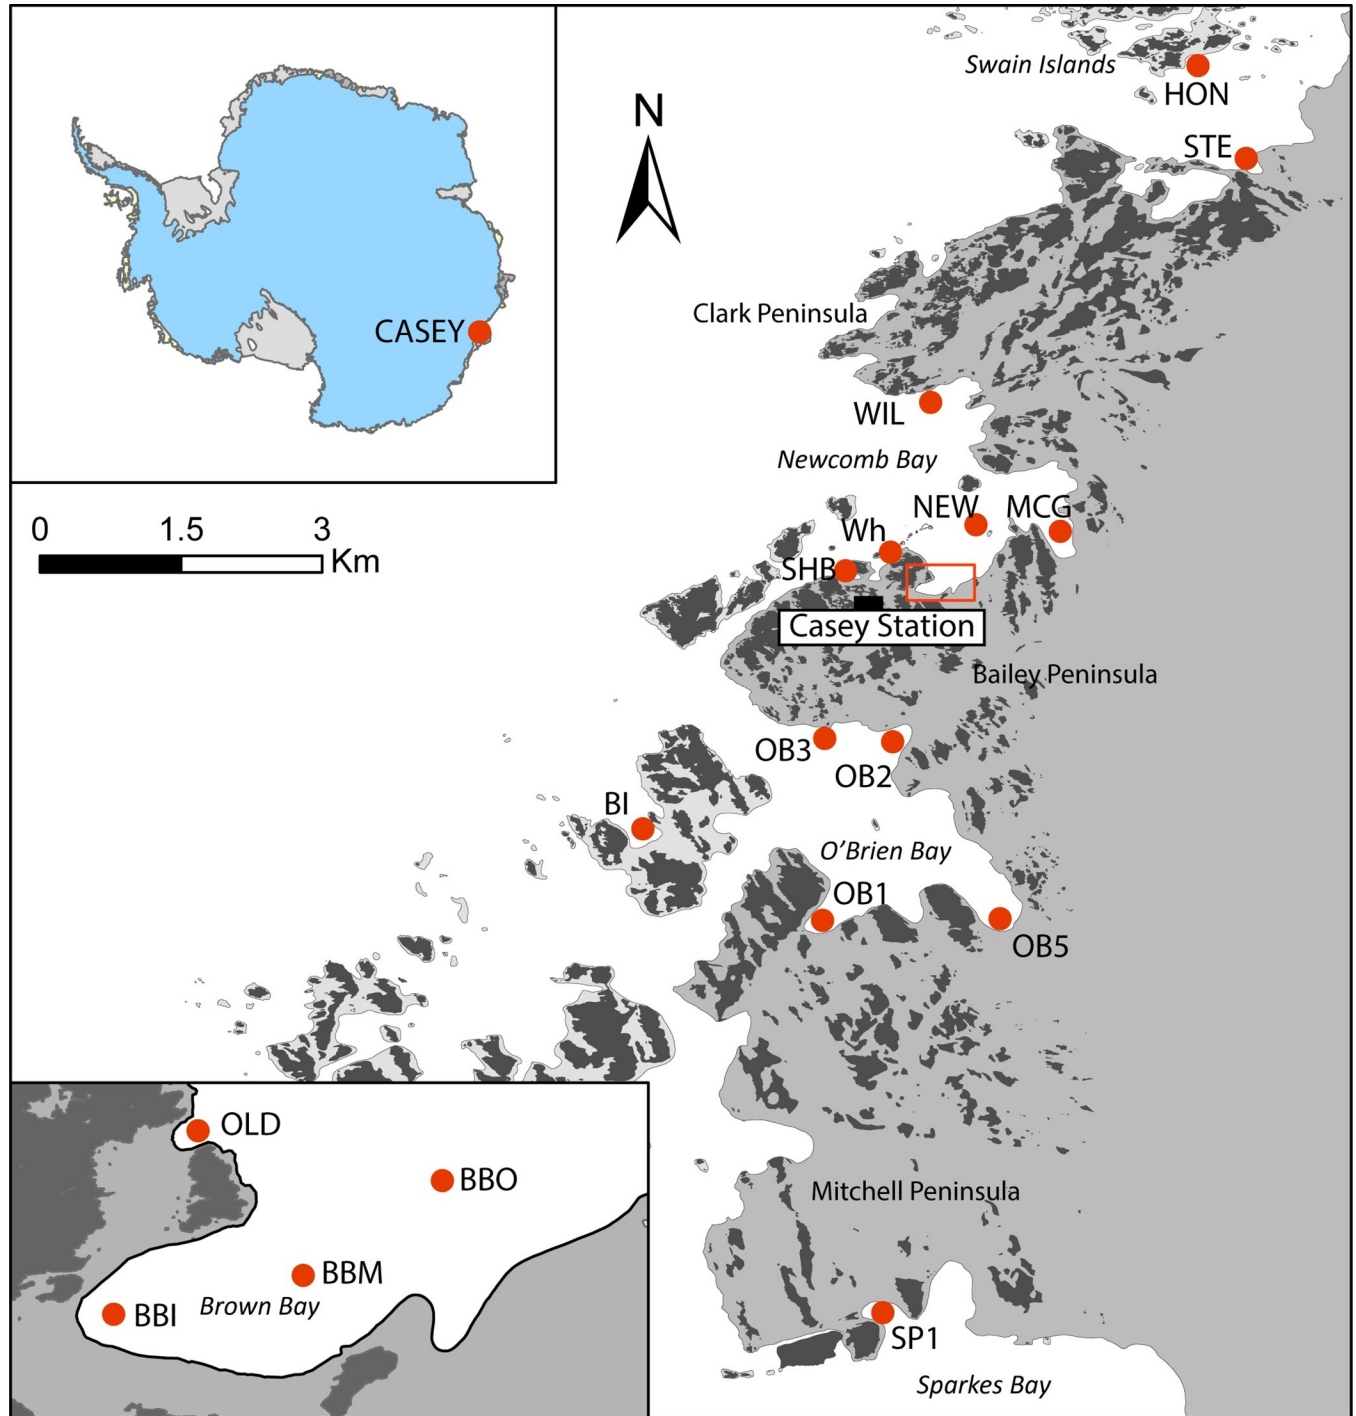 Swain Islands
HON
N
STE
CASEY
Clark Peninsula
WIL
Newcomb Bay
NEW
MCG
0
1.5
3
Km
Wh
SHB
Casey Station
Bailey Peninsula
OB3
OB2
BI
O'Brien Bay
OB1
OB5
OLD
BBO
Mitchell Peninsula
BBM
Brown Bay
BBI
SP1
Sparkes Bay